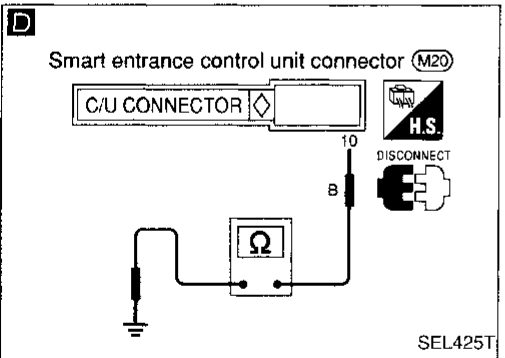 D
Smart entrance control unit connector (M20)
C/U CONNECTOR
H.S.
10
DISCONNECT
B
Ω
SEL425T